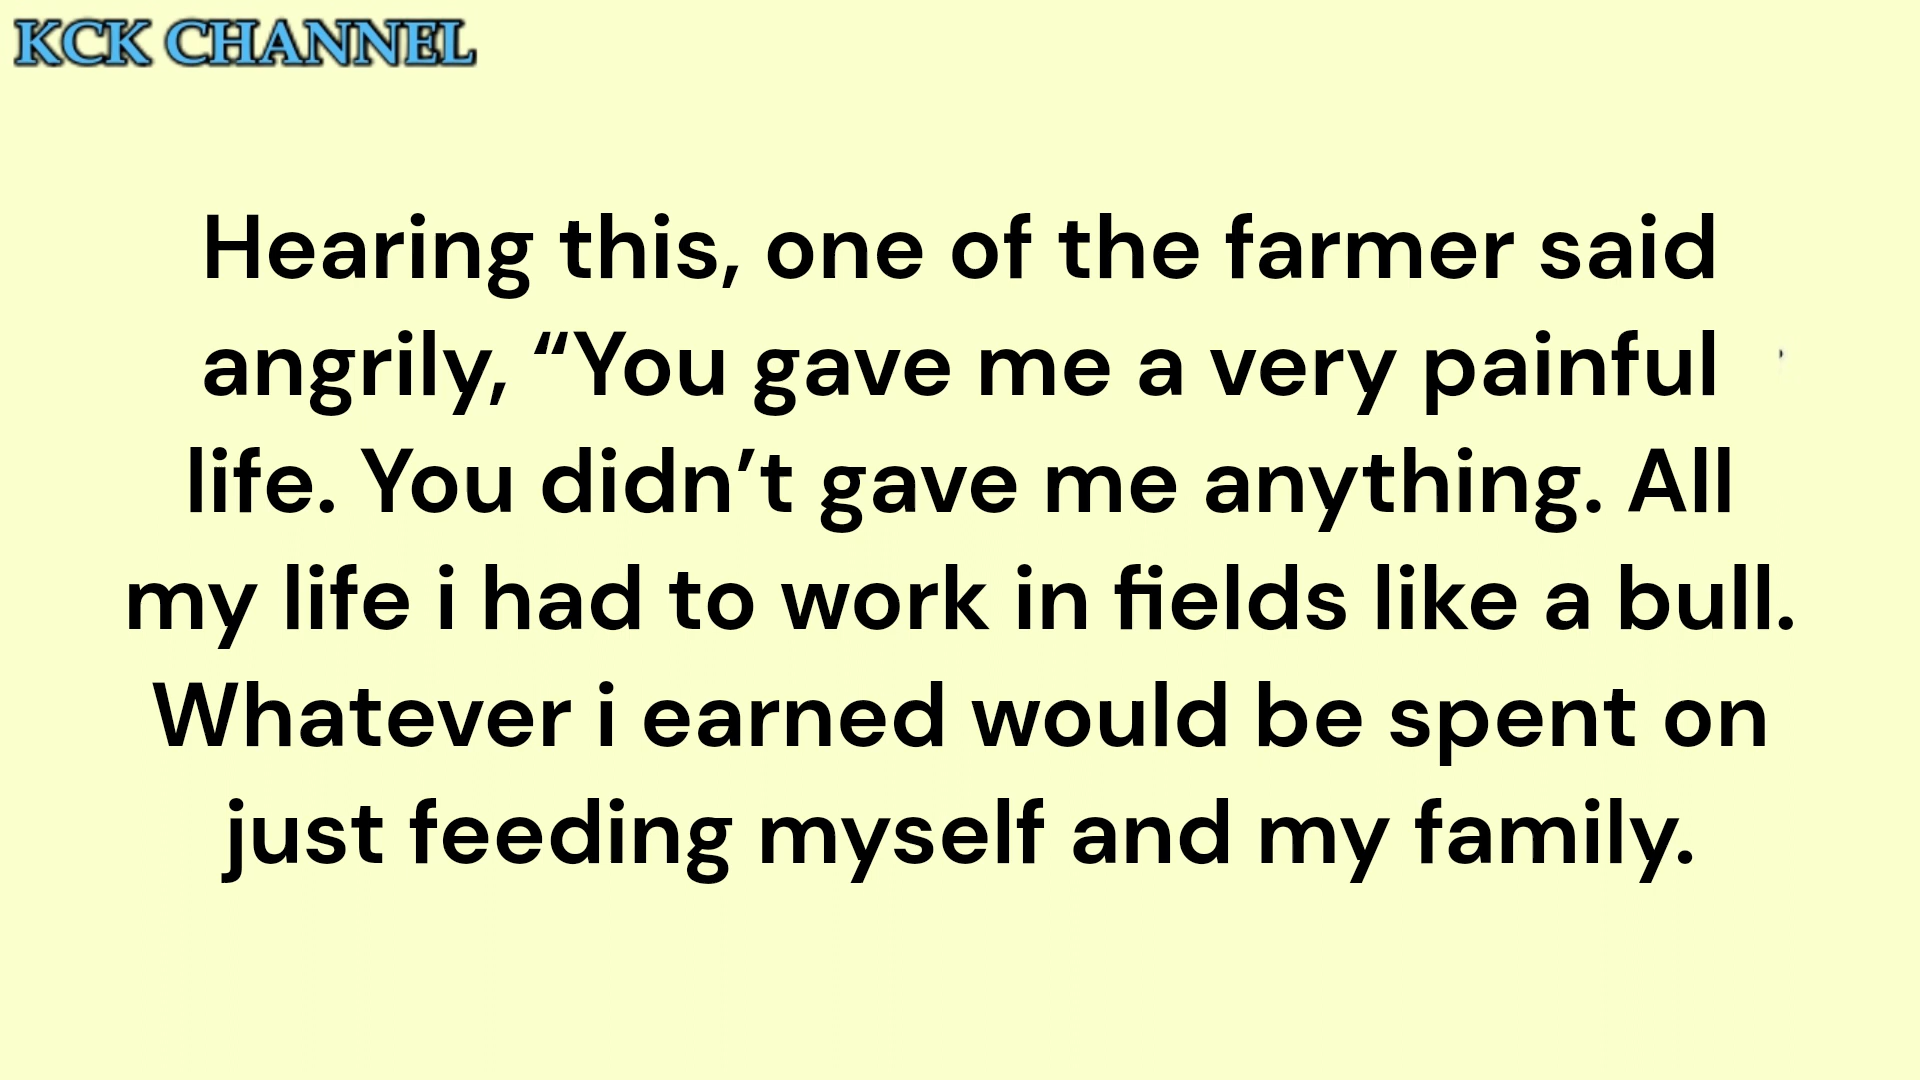 KCK CHANNEL
Hearing this, one of the farmer said
angrily, “You gave me a very painful
life. You didn’t gave me anything. All
my life i had to work in fields like a bull.
Whatever i earned would be spent on
just feeding myself and my family.